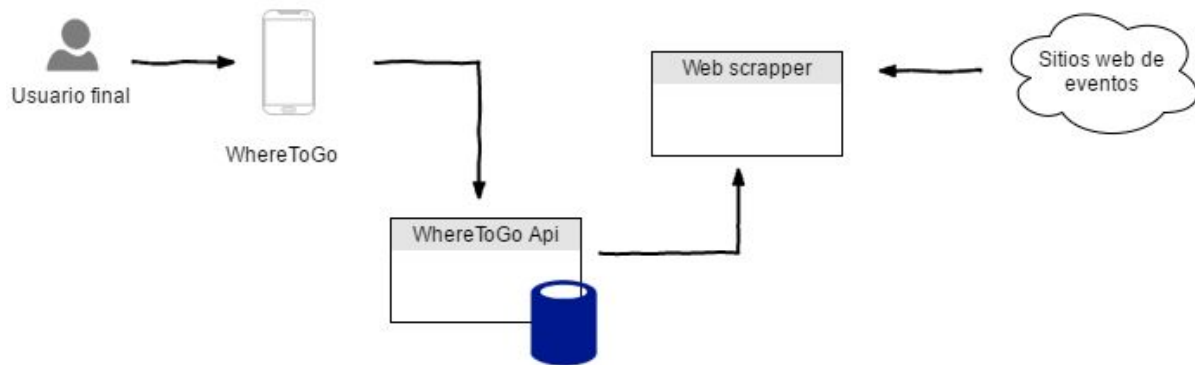 Usuario final
WhereToGo
WhereToGo Api
Web scrapper
Sitios web de
eventos